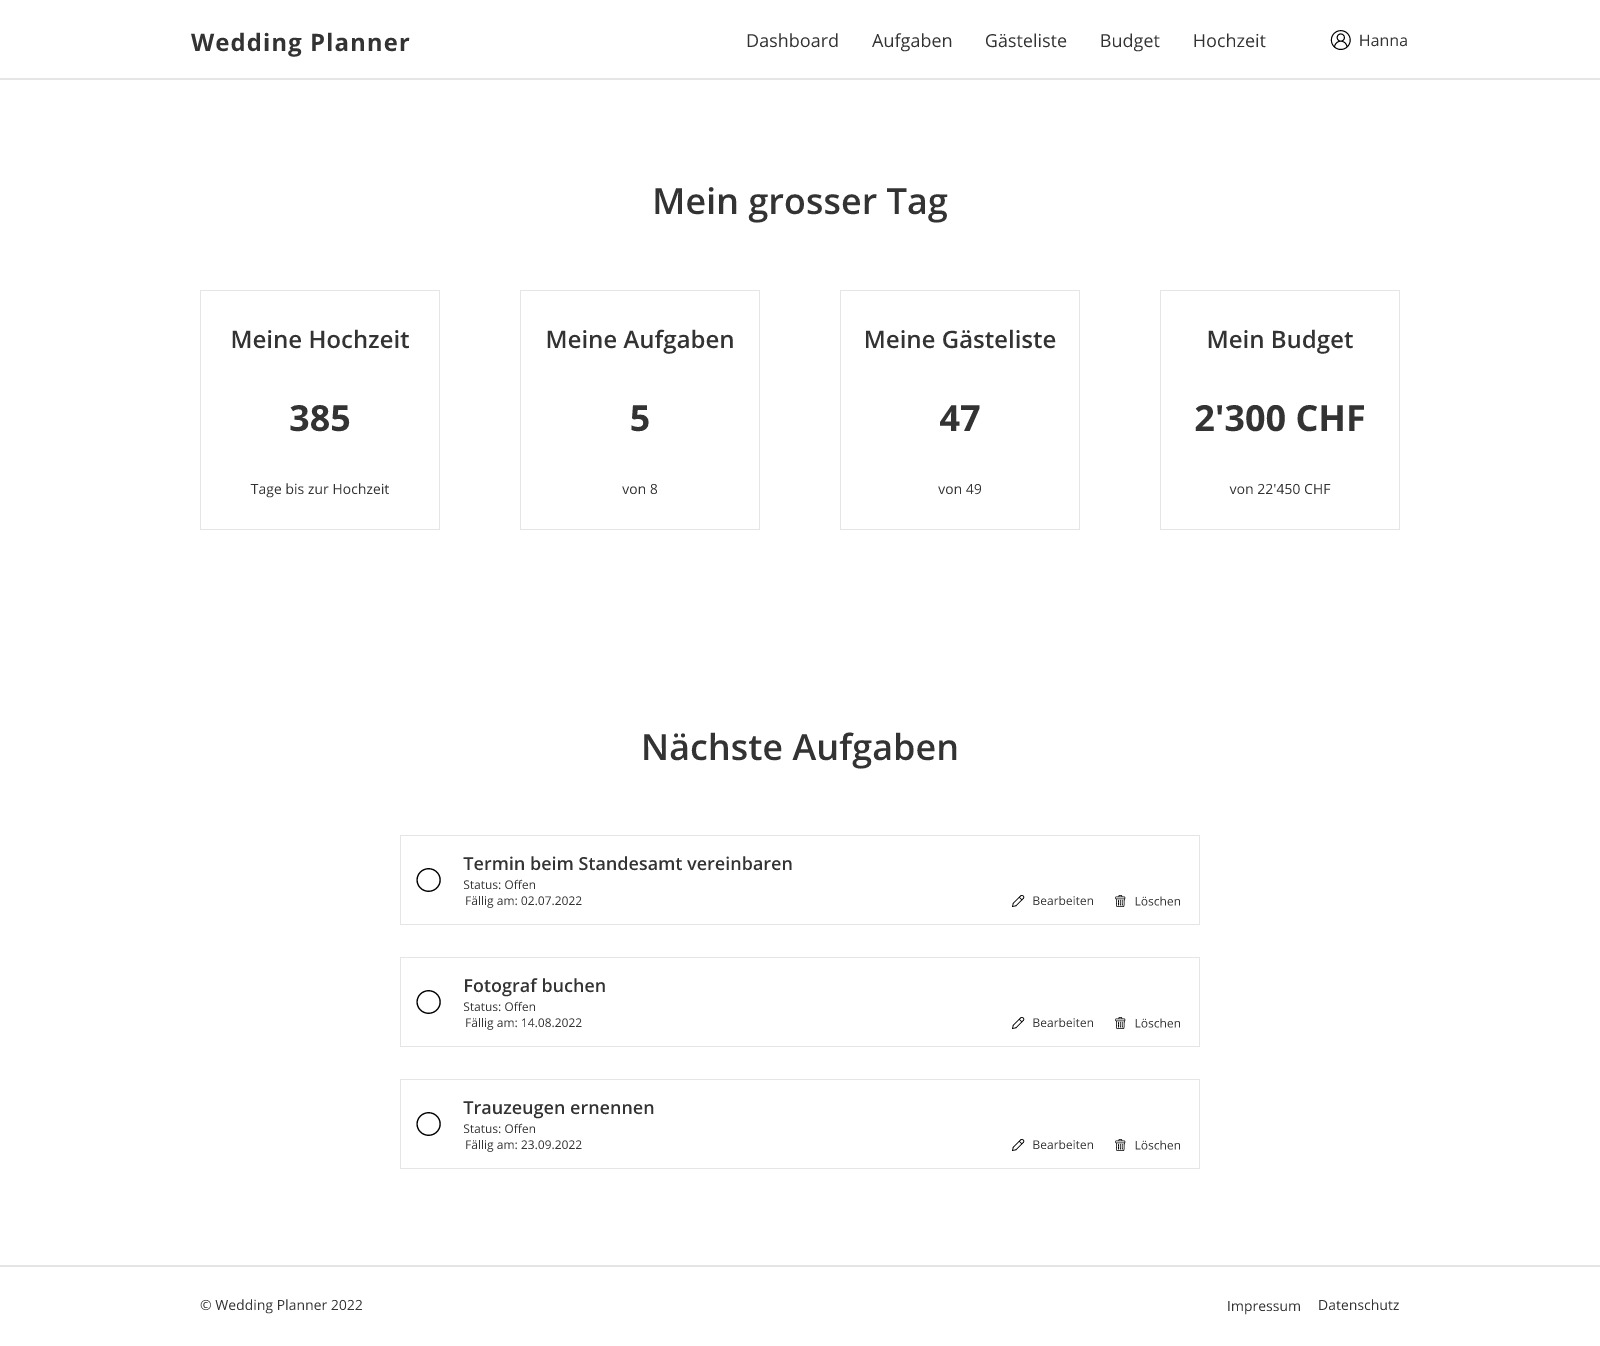 Wedding Planner
Dashboard Aufgaben Gästeliste Budget Hochzeit Hanna
Mein grosser Tag
Meine Hochzeit
385
Tage bis zur Hochzeit
Meine Aufgaben
5
von 8
Meine Gästeliste
47
von 49
Mein Budget
2'300 CHF
von 22'450 CHF
Nächste Aufgaben
Termin beim Standesamt vereinbaren
Status: Offen
Fällig am: 02.07.2022
Bearbeiten Löschen
Fotograf buchen
Status: Offen
Fällig am: 14.08.2022
Bearbeiten Löschen
Trauzeugen ernennen
Status: Offen
Fällig am: 23.09.2022
Bearbeiten Löschen
© Wedding Planner 2022
Impressum Datenschutz